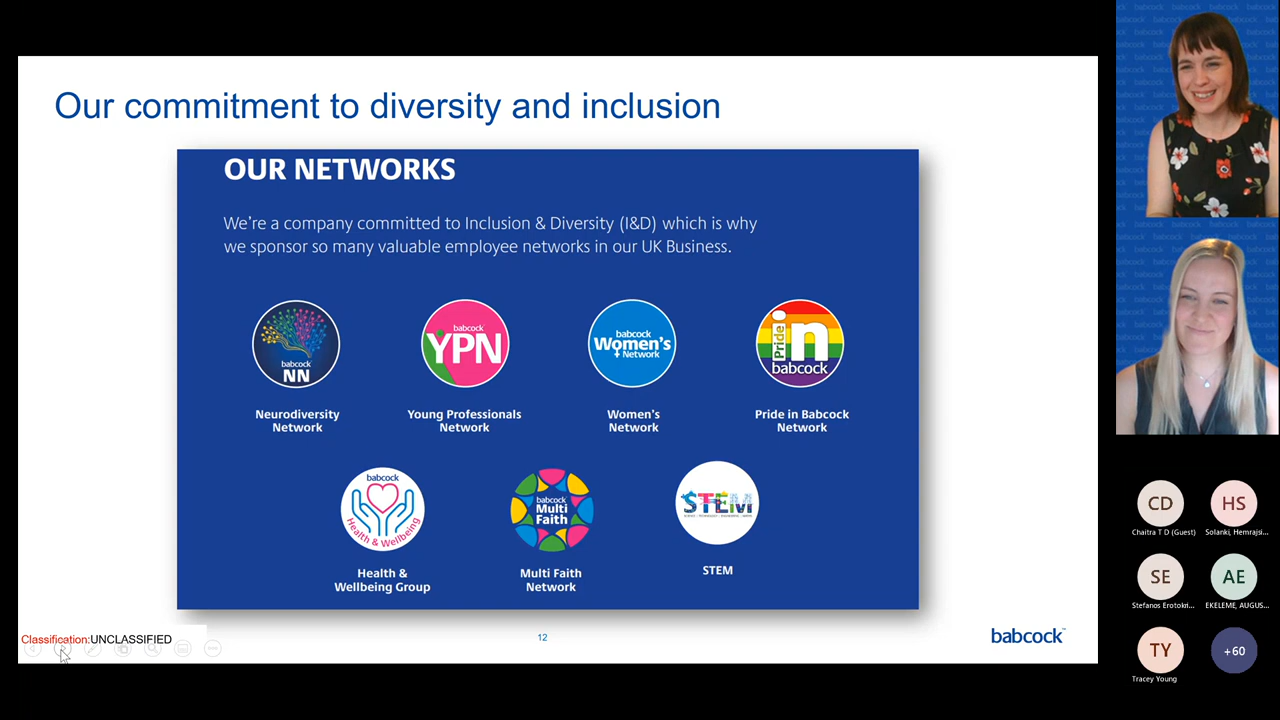 Our commitment to diversity and inclusion
OUR NETWORKS
We're a company committed to Inclusion & Diversity (I&D) which is why
we sponsor so many valuable employee networks in our UK Business.
babcock
NN
Neurodiversity
Network
babcock
YPN
Young Professionals
Network
babcock
Women's
Network
Women's
Network
Pride in
babcock
Pride in Babcock
Network
babcock
Health & Wellbeing
Health &
Wellbeing Group
babcock
Multi
Faith
Multi Faith
Network
STEM
STEM
Classification:UNCLASSIFIED
12
babcock
CD
Chaitra T D (Guest)
HS
Solanki, Hemrajsi...
SE
Stefanos Erotokri...
AE
EKELEME, AUGUS...
TY
Tracey Young
+60